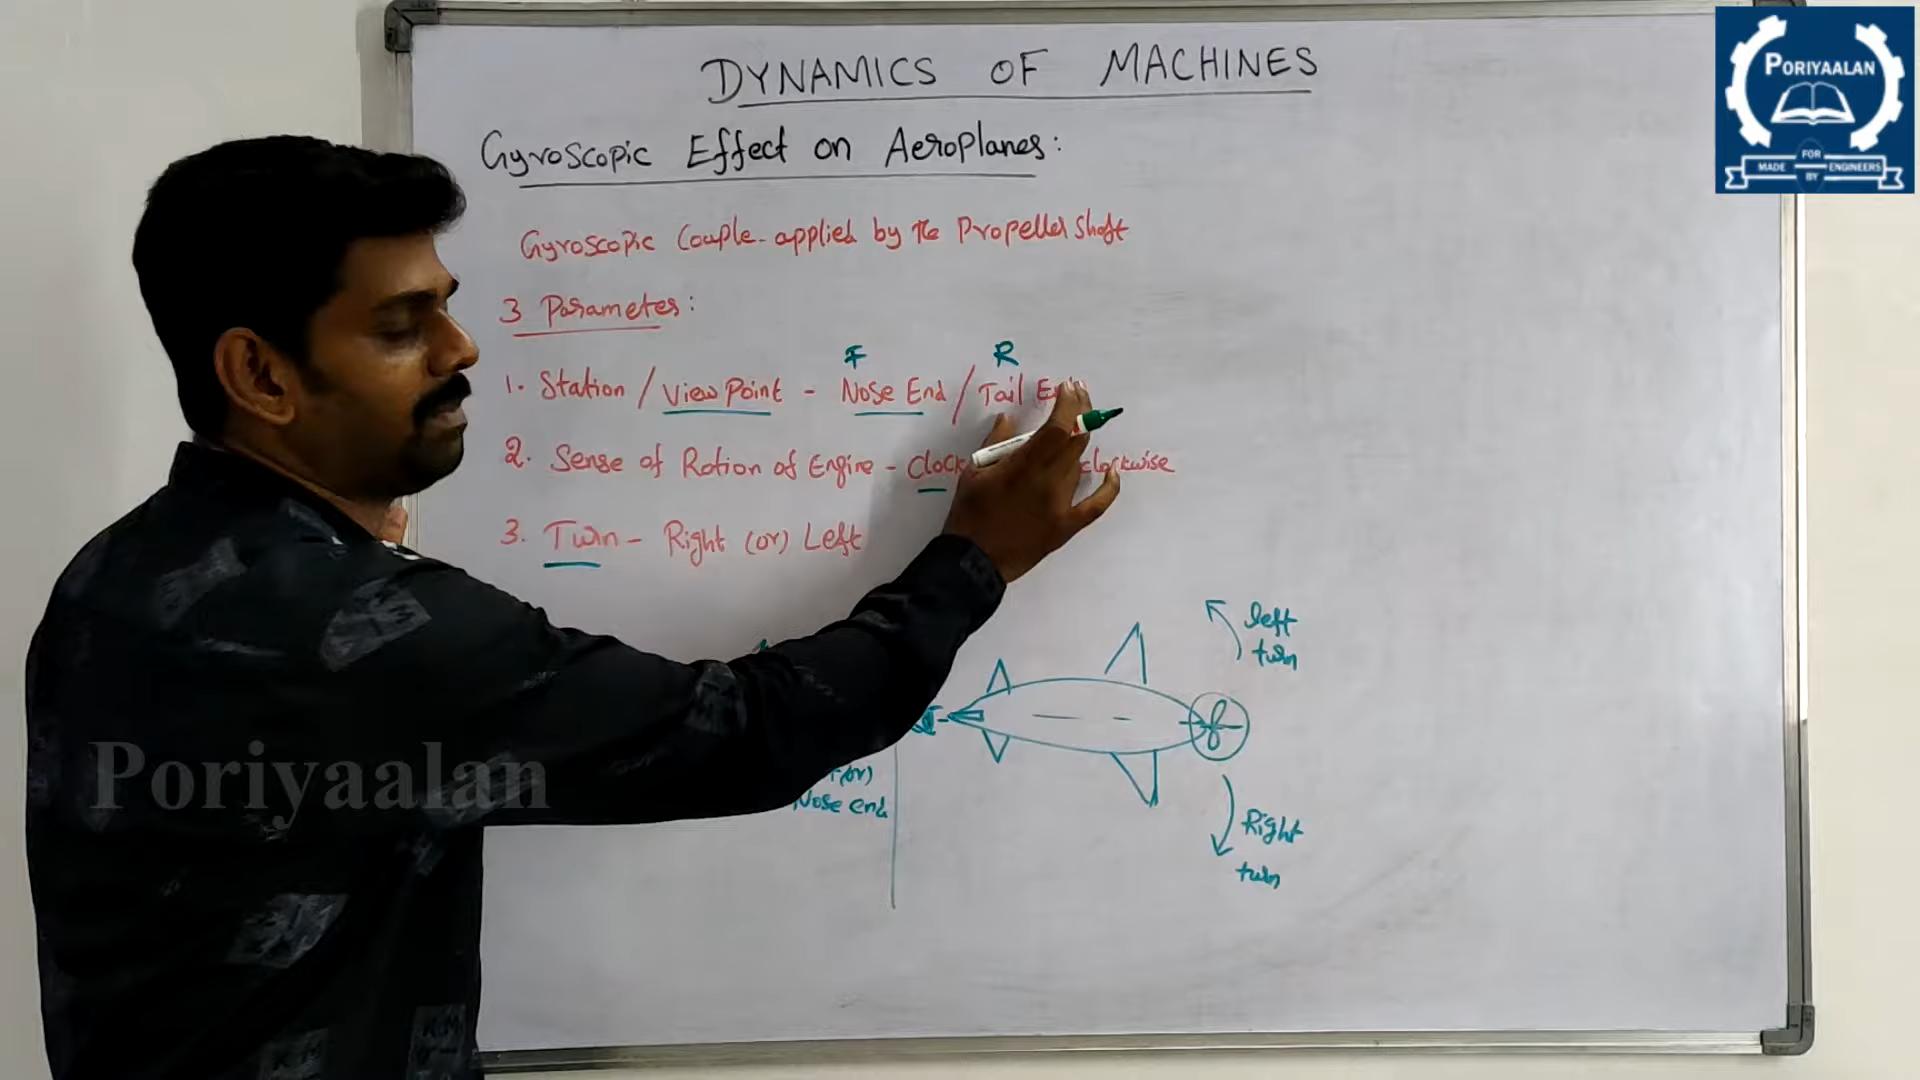 DYNAMICS OF MACHINES
Gyroscopic Effect on Aeroplanes:
Gyroscopic Couple - applied by the Propeller Shaft
3 Parametes:
F R
1. Station / View Point - Nose End / Tail
2. Sense of Rotion of Engine - Clock clockwise
3. Turn - Right (or) Left
left
turn
(or)
Nose end
Right
turn
PORIYAALAN
MADE FOR BY ENGINEERS
Poriyaalan